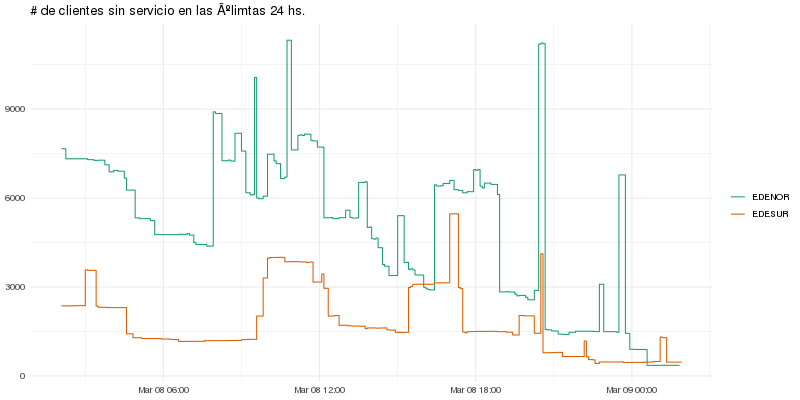 # de clientes sin servicio en las Ãºlimtas 24 hs.
9000
6000
3000
0
Mar 08 06:00
Mar 08 12:00
Mar 08 18:00
Mar 09 00:00
EDENOR
EDESUR